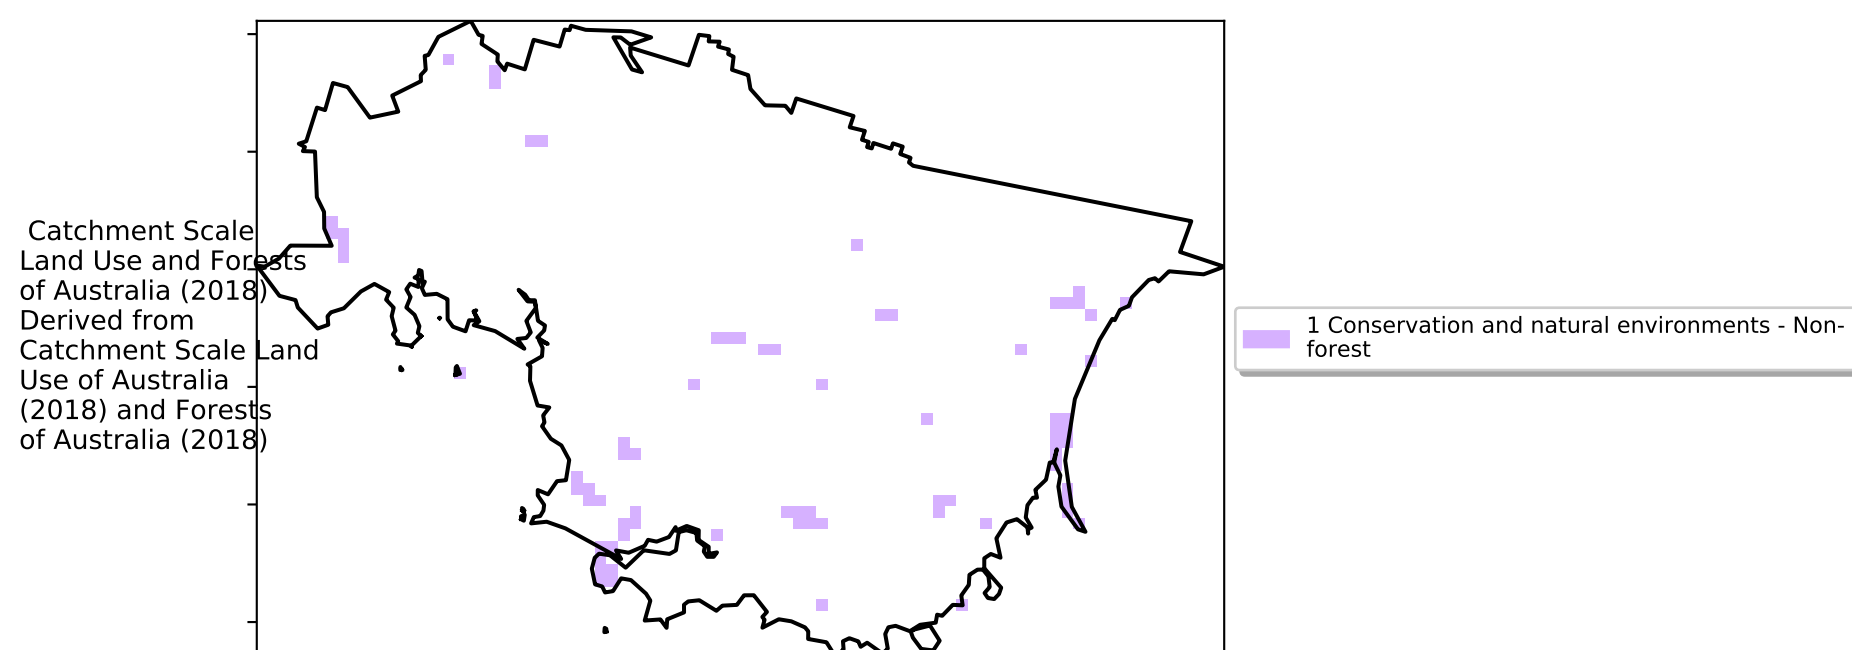 Catchment Scale
Land Use and Forests
of Australia (2018)
Derived from
Catchment Scale Land
Use of Australia
(2018) and Forests
of Australia (2018)
1 Conservation and natural environments - Non-
forest